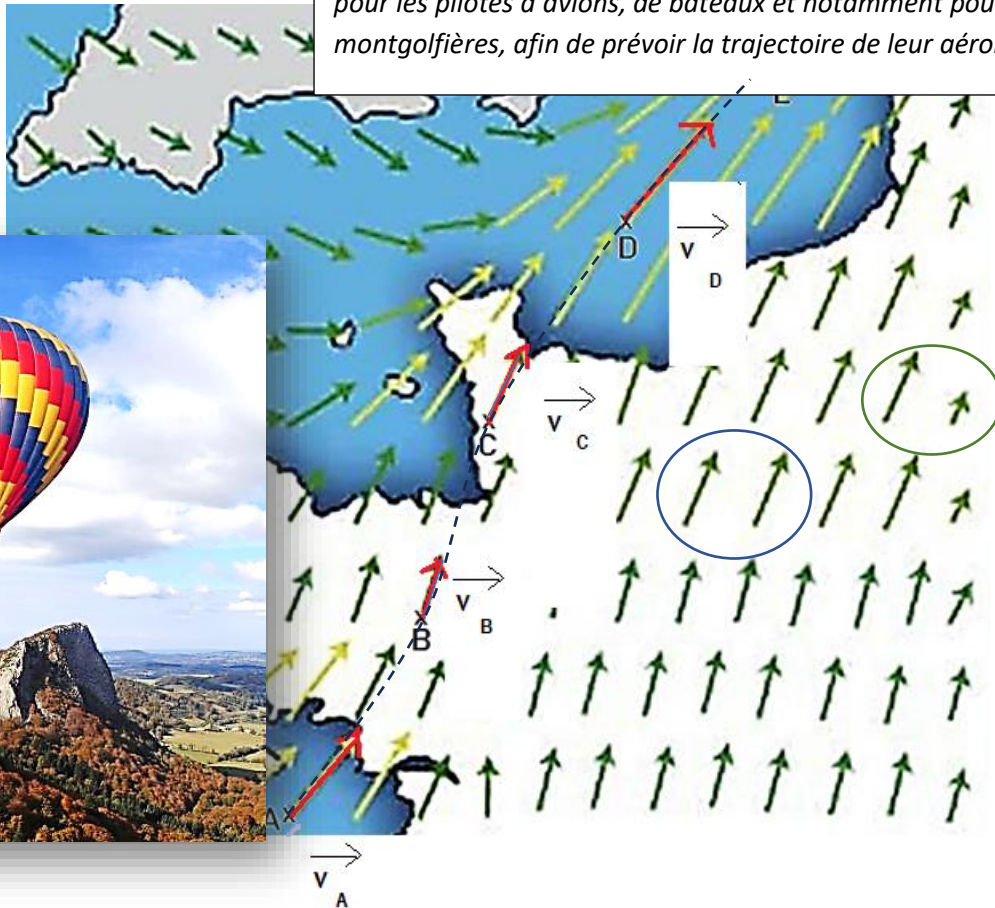 pour les pilotes d'avions, de bateaux et notamment pou
montgolfières, afin de prévoir la trajectoire de leur aéro
D
V
D
V
C
C
V
B
B
A
V
A